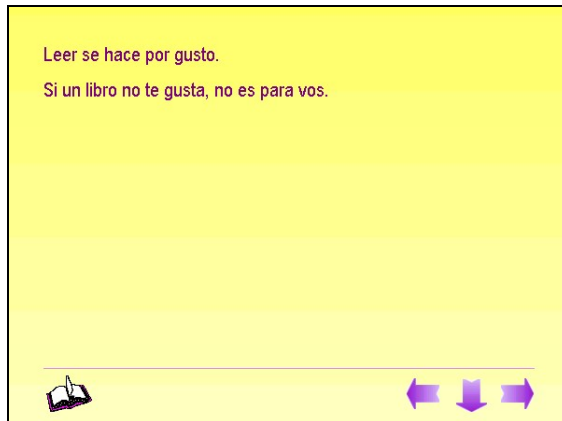 Leer se hace por gusto.
Si un libro no te gusta, no es para vos.